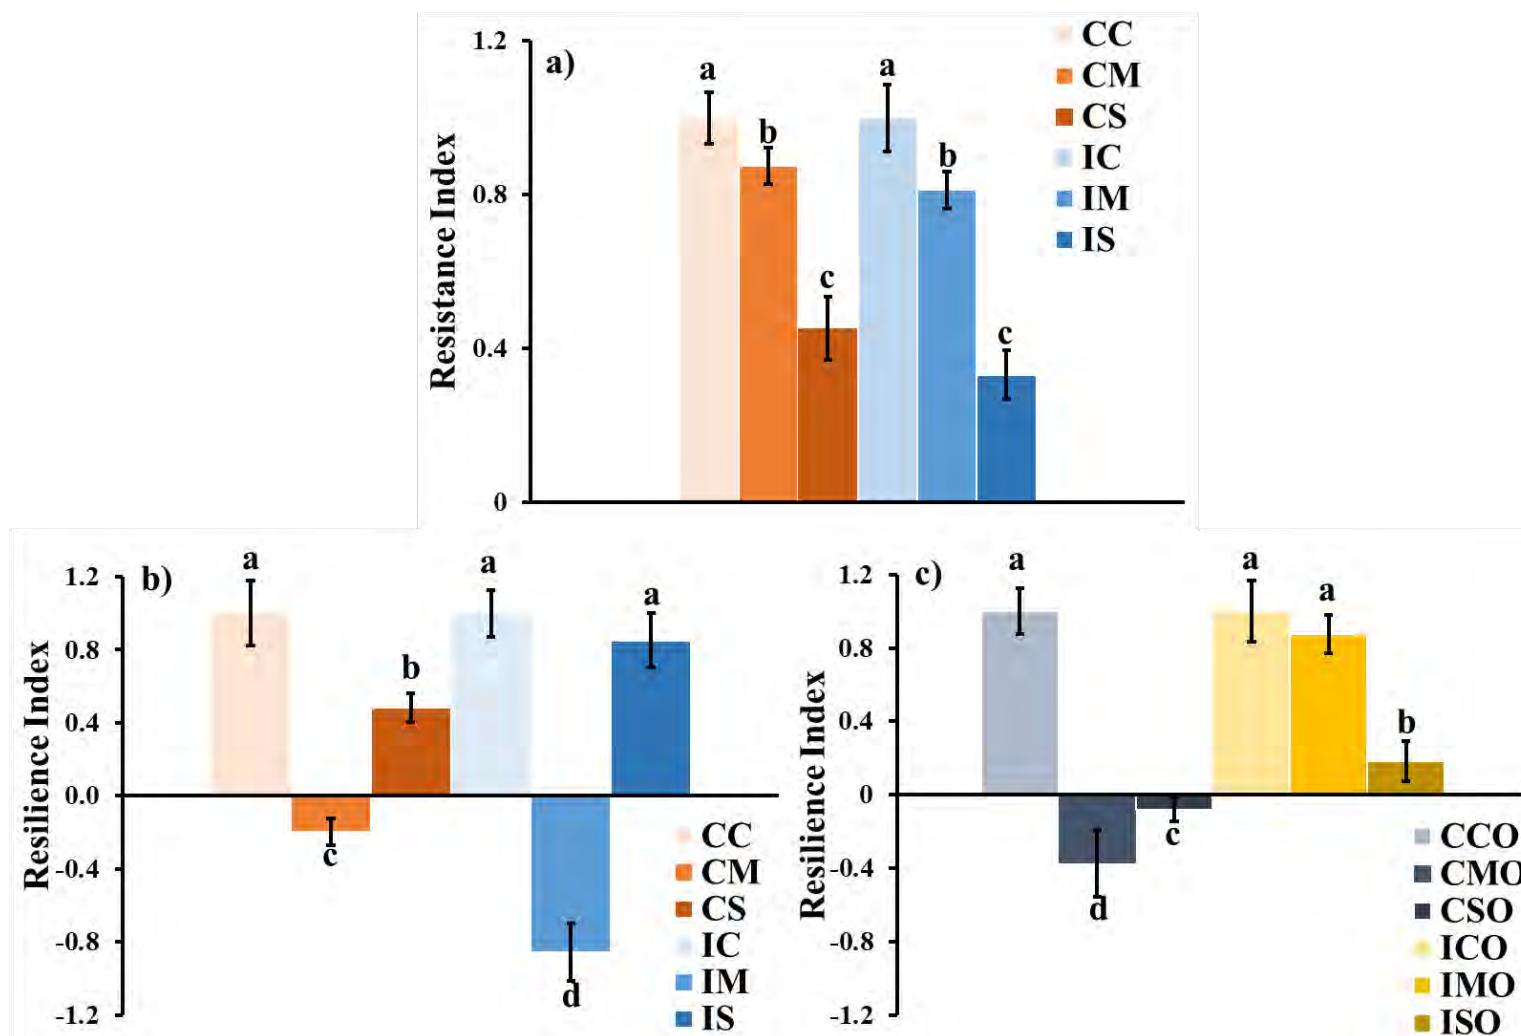 a)
Resistance Index
1.2
0.8
0.4
0
a
b
c
a
b
c
CC
CM
CS
IC
IM
IS
b)
Resilience Index
1.2
0.8
0.4
0.0
-0.4
-0.8
-1.2
a
c
b
a
d
a
CC
CM
CS
IC
IM
IS
c)
Resilience Index
1.2
0.8
0.4
0
-0.4
-0.8
-1.2
a
d
c
a
a
b
CCO
CMO
CSO
ICO
IMO
ISO